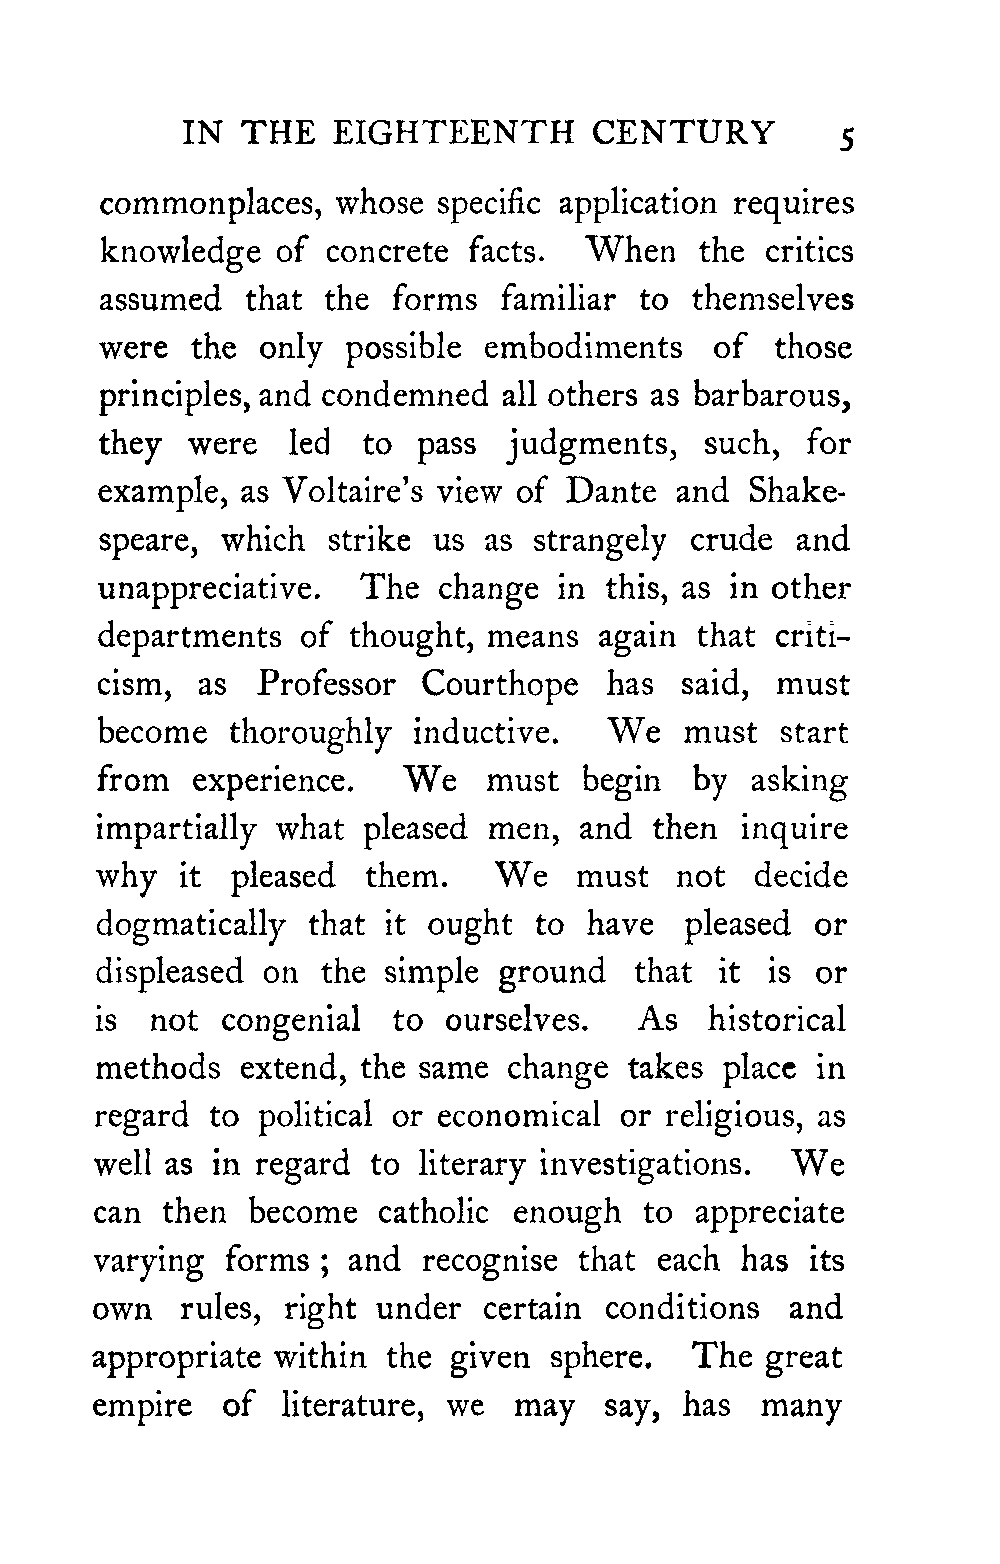 IN THE EIGHTEENTH CENTURY 5
commonplaces, whose specific application requires
knowledge of concrete facts. When the critics
assumed that the forms familiar to themselves
were the only possible embodiments of those
principles, and condemned all others as barbarous,
they were led to pass judgments, such, for
example, as Voltaire's view of Dante and Shake-
speare, which strike us as strangely crude and
unappreciative. The change in this, as in other
departments of thought, means again that criti-
cism, as Professor Courthope has said, must
become thoroughly inductive. We must start
from experience. We must begin by asking
impartially what pleased men, and then inquire
why it pleased them. We must not decide
dogmatically that it ought to have pleased or
displeased on the simple ground that it is or
is not congenial to ourselves. As historical
methods extend, the same change takes place in
regard to political or economical or religious, as
well as in regard to literary investigations. We
can then become catholic enough to appreciate
varying forms ; and recognise that each has its
own rules, right under certain conditions and
appropriate within the given sphere. The great
empire of literature, we may say, has many